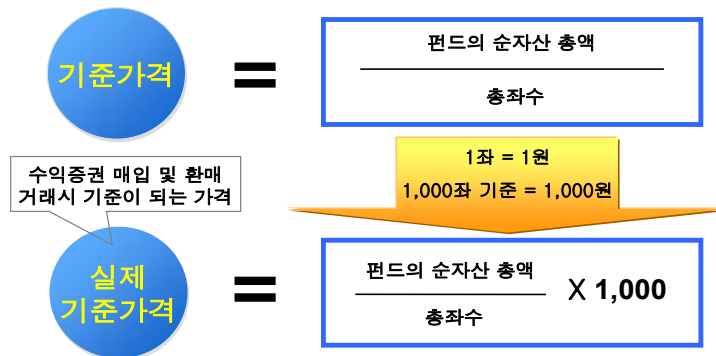 기준가격
=
펀드의 순자산 총액
총좌수
1좌 = 1원
1,000좌 기준 = 1,000원
수익증권 매입 및 환매
거래시 기준이 되는 가격
실제
기준가격
=
펀드의 순자산 총액
총좌수
X 1,000